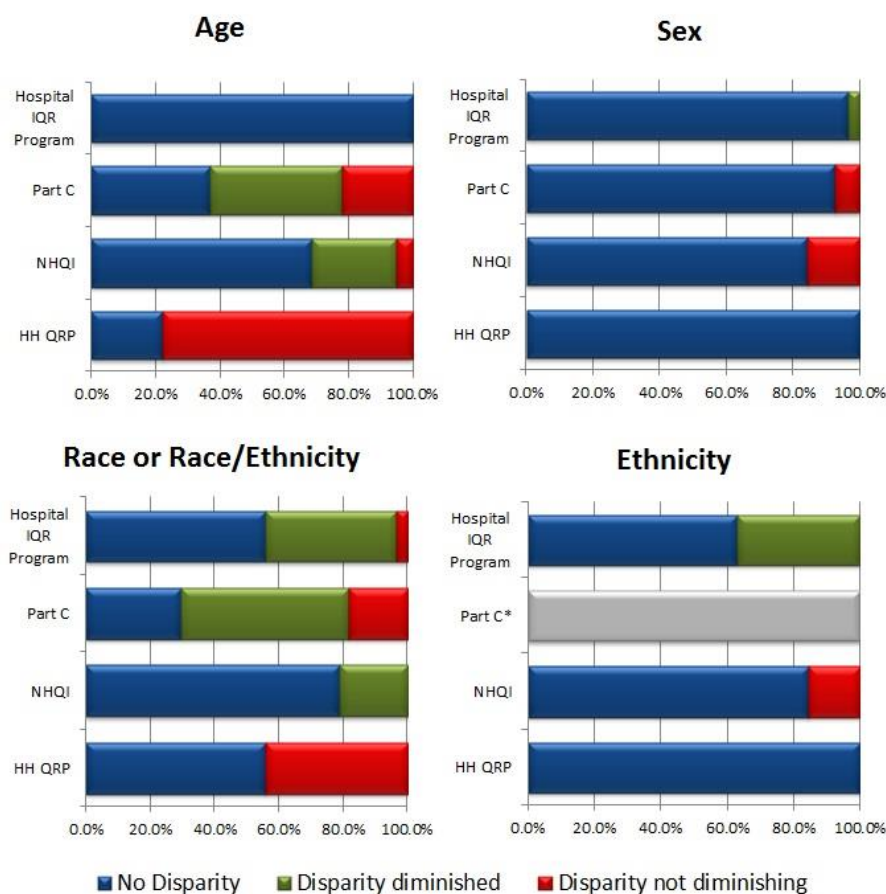 Age
Hospital
IQR
Program
Part C
NHQI
HH QRP
0.0% 20.0% 40.0% 60.0% 80.0% 100.0%
Sex
Hospital
IQR
Program
Part C
NHQI
HH QRP
0.0% 20.0% 40.0% 60.0% 80.0% 100.0%
Race or Race/Ethnicity
Hospital
IQR
Program
Part C
NHQI
HH QRP
0.0% 20.0% 40.0% 60.0% 80.0% 100.0%
Ethnicity
Hospital
IQR
Program
Part C*
NHQI
HH QRP
0.0% 20.0% 40.0% 60.0% 80.0% 100.0%
No Disparity Disparity diminished Disparity not diminishing